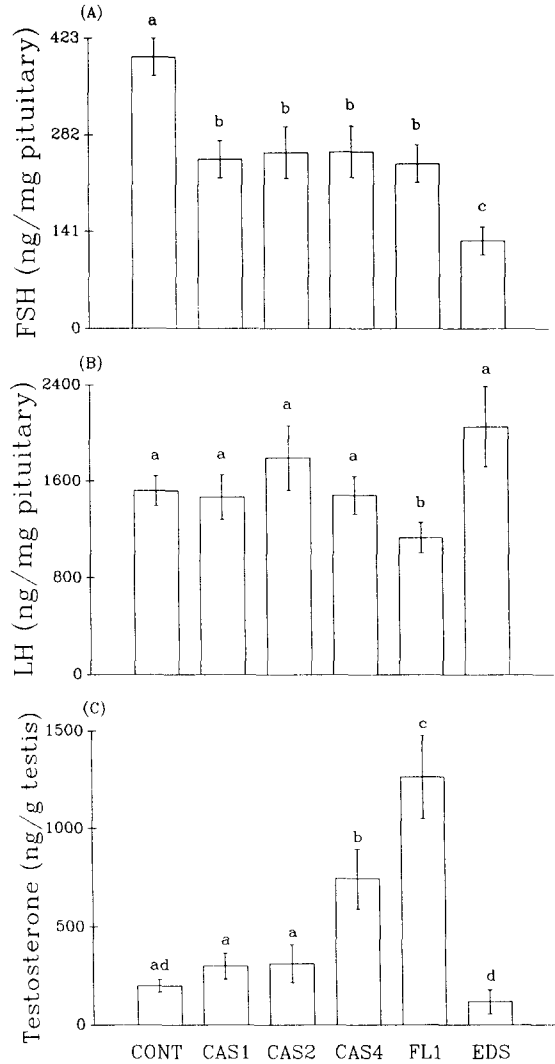 (A)
FSH (ng/mg pituitary)
423
282
141
0
a
b
b
b
b
c
(B)
LH (ng/mg pituitary)
2400
1600
800
0
a
a
a
a
b
a
(C)
Testosterone (ng/g testis)
1500
1000
500
0
ad
a
a
b
c
d
CONT CAS1 CAS2 CAS4 FL1 EDS